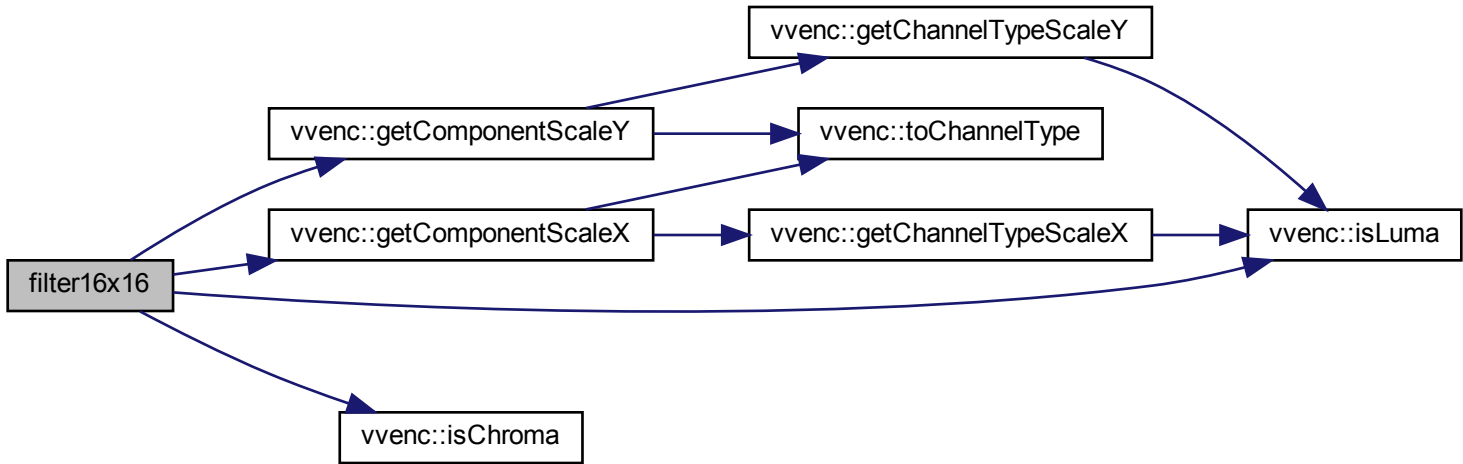 vvenc::getChannelTypeScaleY
vvenc::getComponentScaleY
vvenc::toChannelType
vvenc::getComponentScaleX
vvenc::getChannelTypeScaleX
vvenc::isLuma
filter16x16
vvenc::isChroma